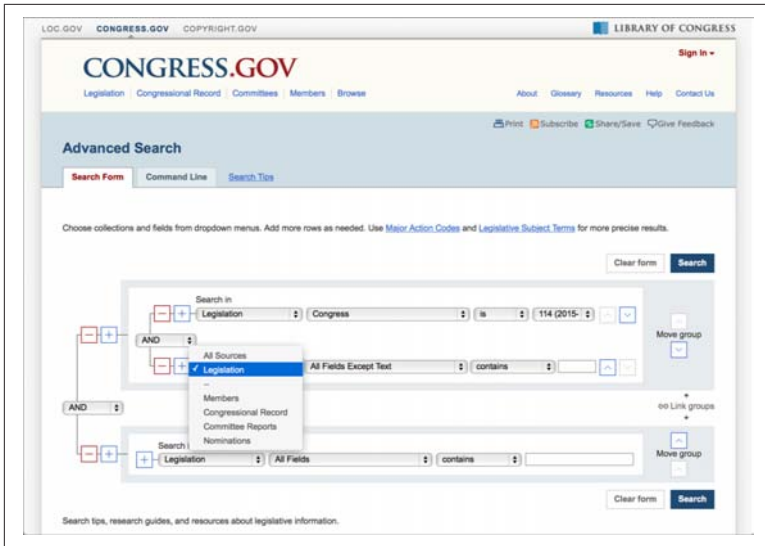 LOC.GOV CONGRESS.GOV COPYRIGHT.GOV LIBRARY OF CONGRESS
Sign In
CONGRESS.GOV
Legislation Congressional Record Committees Members Browse About Glossary Resources Help Contact Us
Print Subscribe Share/Save Give Feedback
Advanced Search
Search Form Command Line Search Tips
Choose collections and fields from dropdown menus. Add more rows as needed. Use Major Action Codes and Legislative Subject Terms for more precise results.
Clear form Search
Search in
Legislation Congress is 114 (2015-
AND Move group
All Sources
✓ Legislation All Fields Except Text contains
--
Members
AND Congressional Record Link groups
Committee Reports
Nominations
Search
Legislation All Fields contains Move group
Clear form Search
Search tips, research guides, and resources about legislative information.